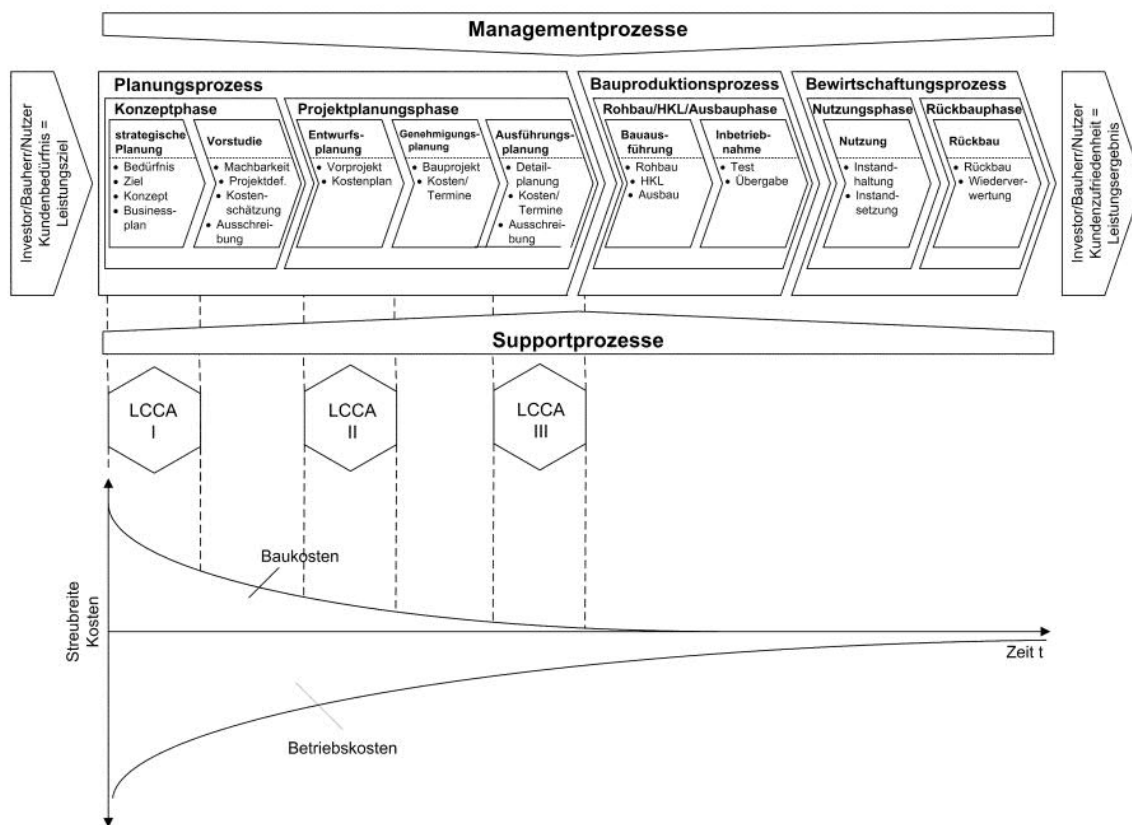 Managementprozesse
Investor/Bauherr/Nutzer
Kundenbedürfnis =
Leistungsziel
Planungsprozess
Konzeptphase
strategische
Planung
• Bedürfnis
• Ziel
• Konzept
• Business-
plan
Vorstudie
• Machbarkeit
• Projektdef.
• Kosten-
schätzung
• Ausschrei-
bung
Projektplanungsphase
Entwurfs-
planung
• Vorprojekt
• Kostenplan
Genehmigungs-
planung
• Bauprojekt
• Kosten/
Termine
Ausführungs-
planung
• Detail-
planung
• Kosten/
Termine
• Ausschrei-
bung
Bauproduktionsprozess
Rohbau/HKL/Ausbauphase
Bauaus-
führung
• Rohbau
• HKL
• Ausbau
Inbetrieb-
nahme
• Test
• Übergabe
Bewirtschaftungsprozess
Nutzungsphase
Nutzung
• Instand-
haltung
• Instand-
setzung
Rückbauphase
Rückbau
• Rückbau
• Wiederver-
wertung
Investor/Bauherr/Nutzer
Kundenzufriedenheit =
Leistungsergebnis
Supportprozesse
LCCA
I
LCCA
II
LCCA
III
Streubreite
Kosten
Baukosten
Zeit t
Betriebskosten